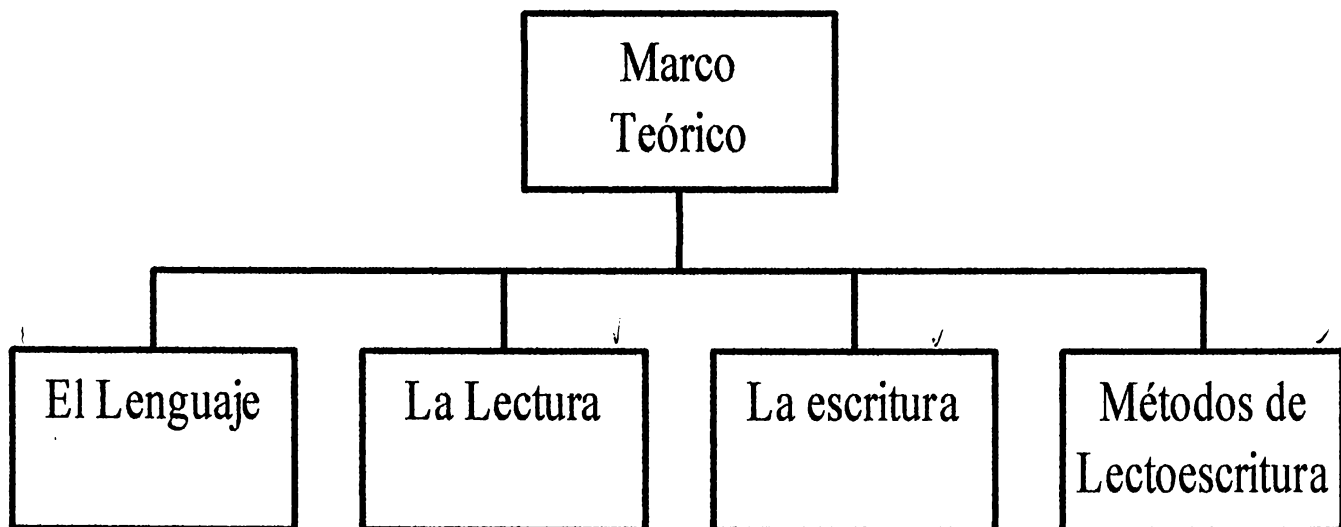 Marco
Teórico
El Lenguaje
La Lectura
La escritura
Métodos de
Lectoescritura